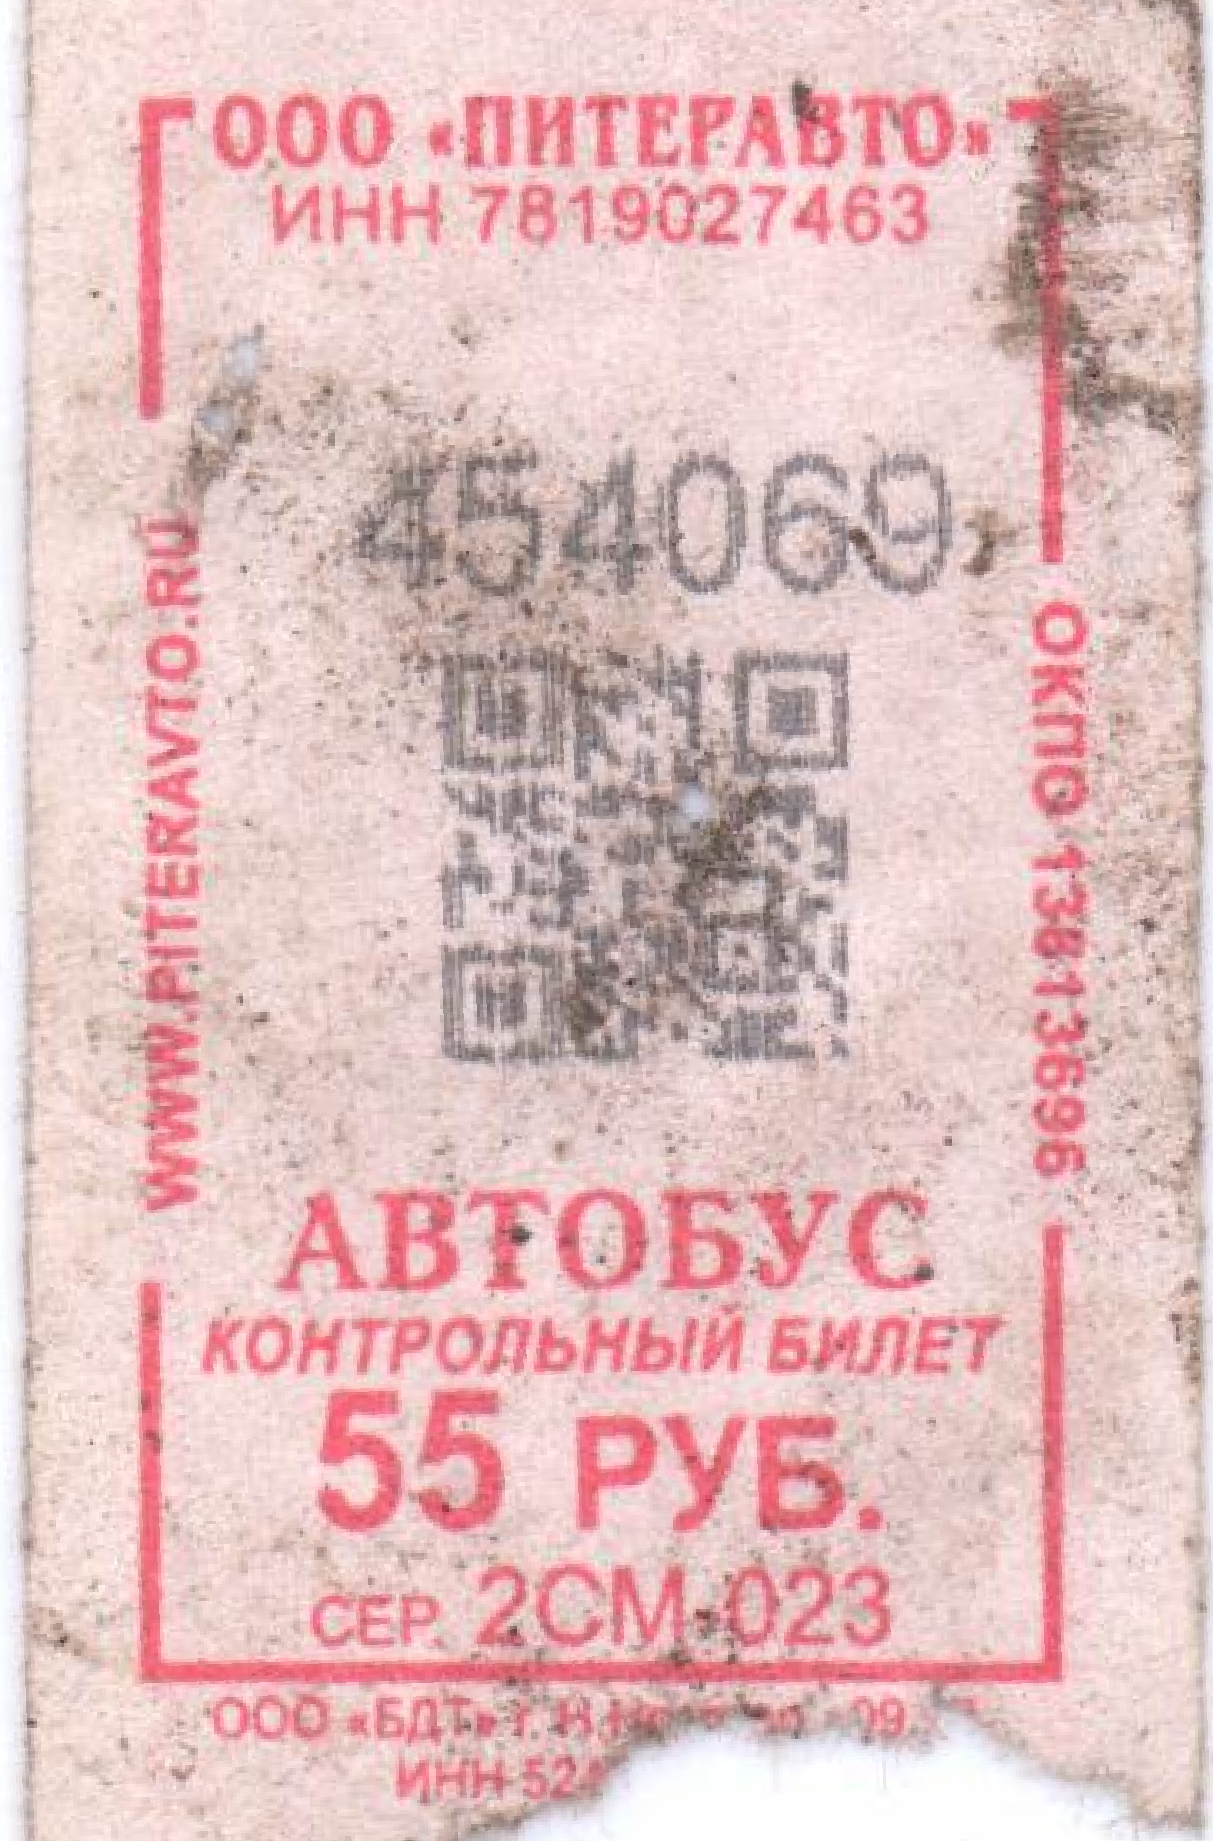 ООО «ПИТЕРАВТО»
ИНН 7819027463
454069
WWW.PITERAVTO.RU
ОКПО 13813696
АВТОБУС
КОНТРОЛЬНЫЙ БИЛЕТ
55 РУБ.
СЕР. 2СМ-023
ООО «БДТ» г. Н
ИНН